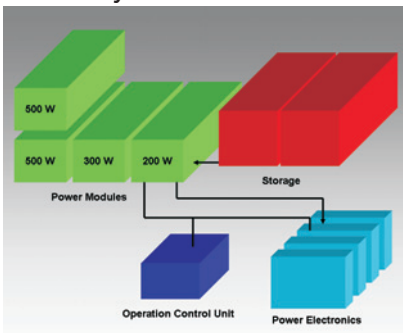 500 W
500 W 300 W 200 W
Storage
Power Modules
Operation Control Unit
Power Electronics